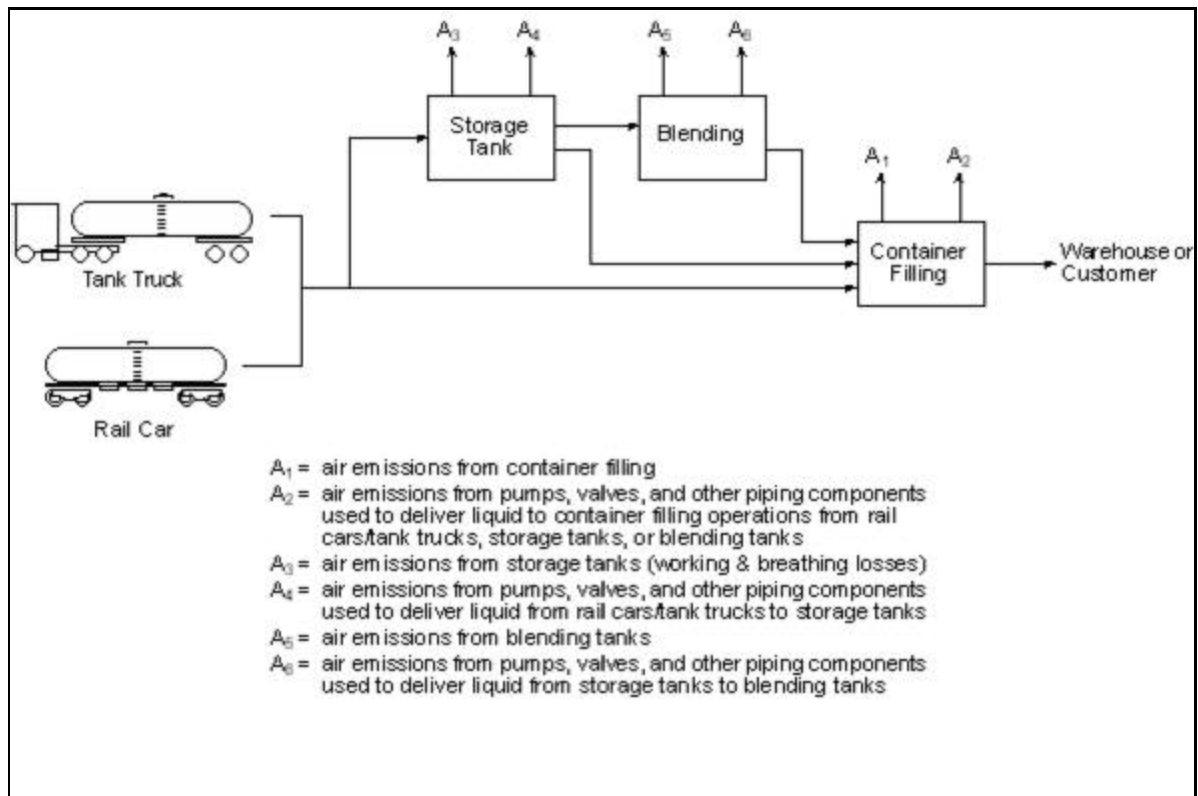 A₃ A₄ A₅ A₆
Storage
Tank
Blending
A₁ A₂
Container
Filling
Warehouse or
Customer
Tank Truck
Rail Car
A₁ = air emissions from container filling
A₂ = air emissions from pumps, valves, and other piping components
used to deliver liquid to container filling operations from rail
cars/tank trucks, storage tanks, or blending tanks
A₃ = air emissions from storage tanks (working & breathing losses)
A₄ = air emissions from pumps, valves, and other piping components
used to deliver liquid from rail cars/tank trucks to storage tanks
A₅ = air emissions from blending tanks
A₆ = air emissions from pumps, valves, and other piping components
used to deliver liquid from storage tanks to blending tanks